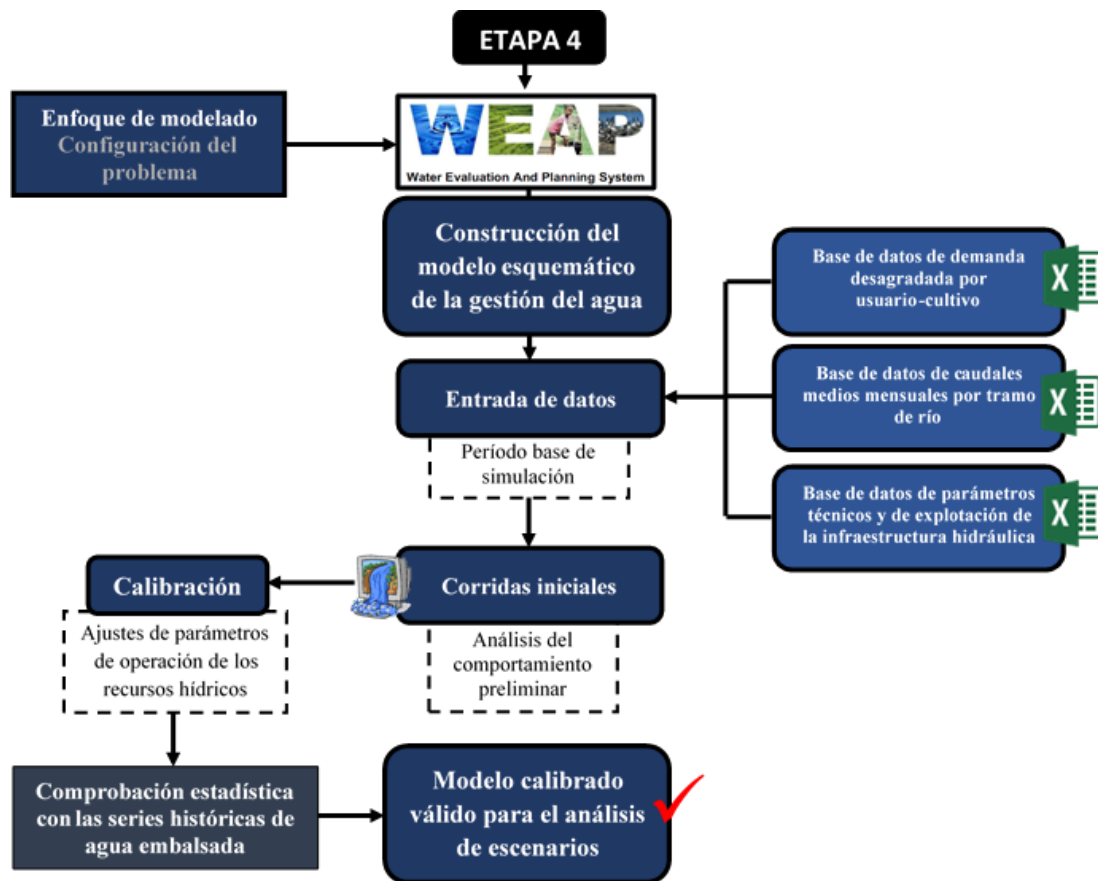 ETAPA 4
Enfoque de modelado
Configuración del
problema
WEAP
Water Evaluation And Planning System
Construcción del
modelo esquemático
de la gestión del agua
Base de datos de demanda
desagradada por
usuario-cultivo
X
Entrada de datos
Base de datos de caudales
medios mensuales por tramo
de río
X
Período base de
simulación
Base de datos de parámetros
técnicos y de explotación de
la infraestructura hidráulica
X
Calibración
Corridas iniciales
Ajustes de parámetros
de operación de los
recursos hídricos
Análisis del
comportamiento
preliminar
Comprobación estadística
con las series históricas de
agua embalsada
Modelo calibrado
válido para el análisis
de escenarios